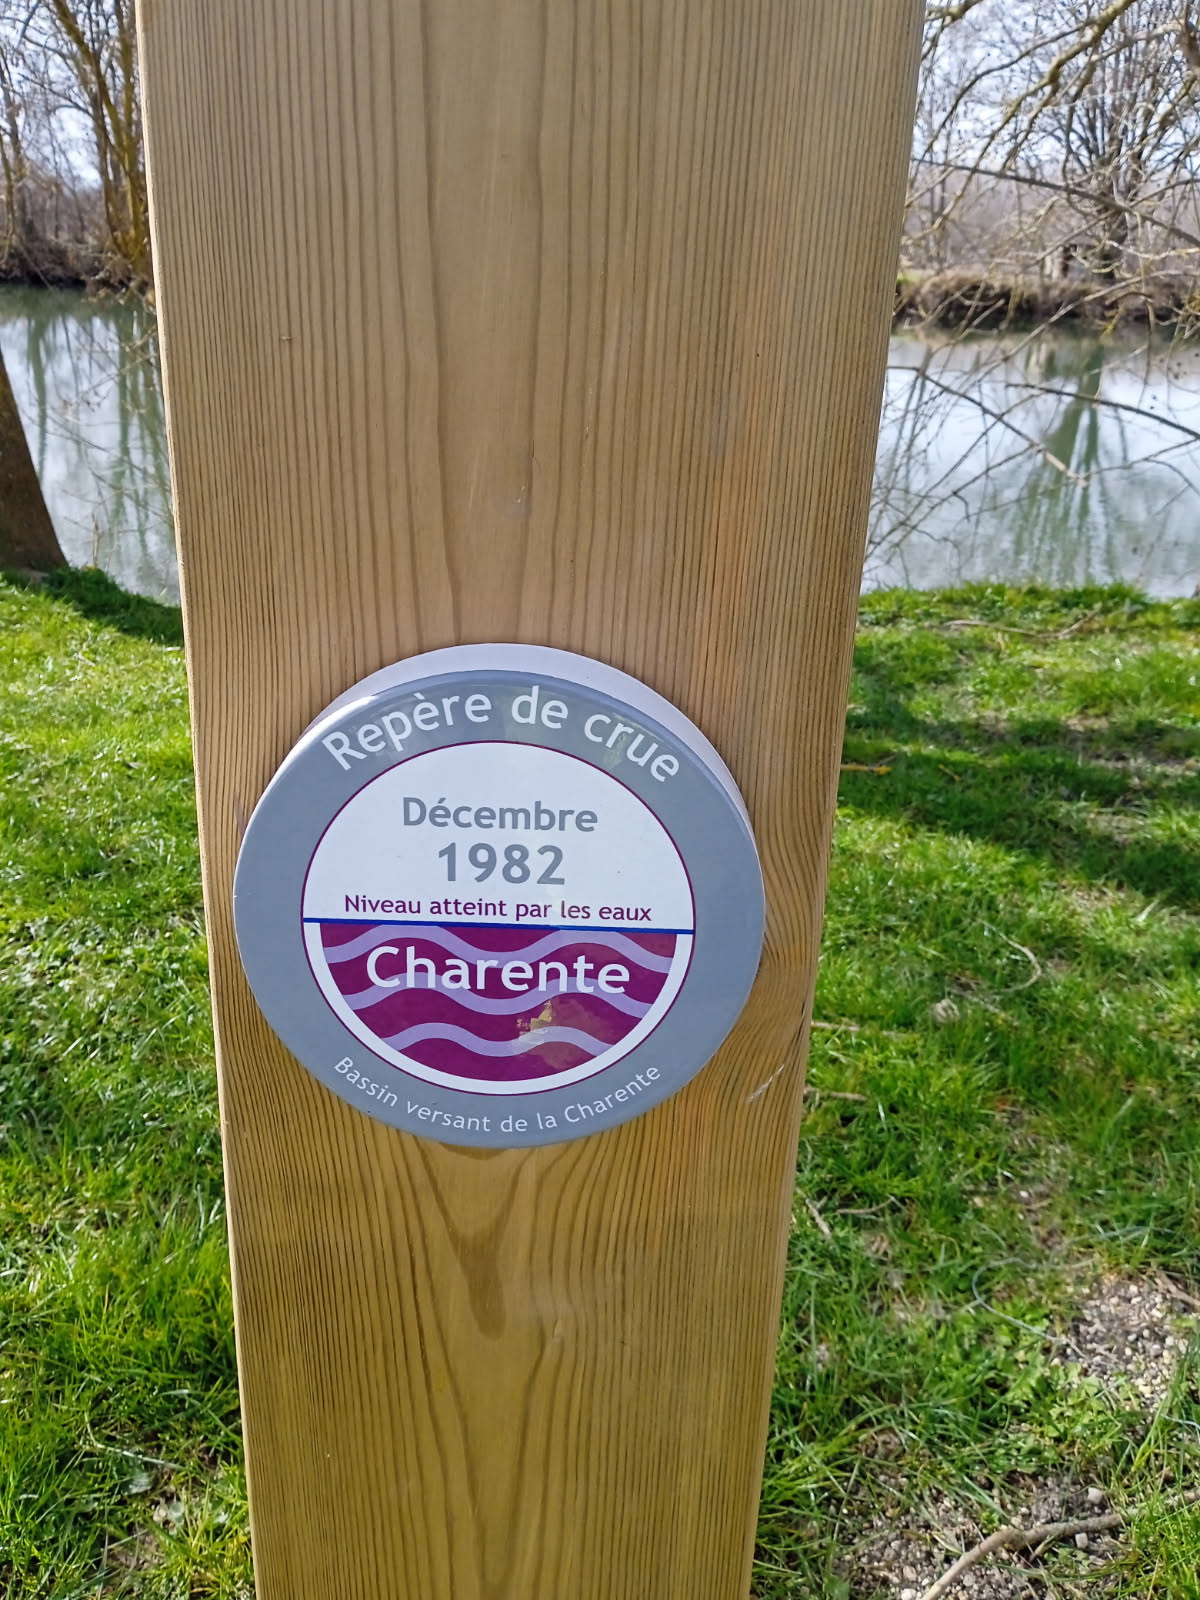 Repère de crue
Décembre
1982
Niveau atteint par les eaux
Charente
Bassin versant de la Charente